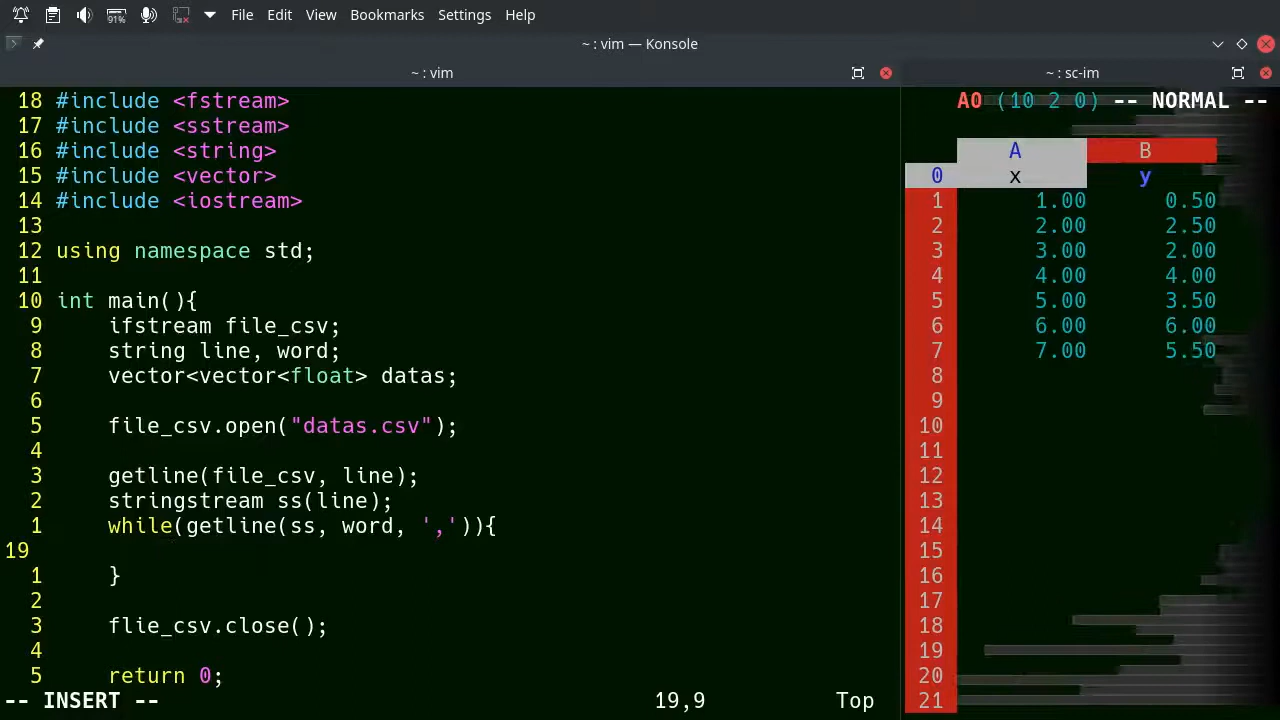 91%
File Edit View Bookmarks Settings Help
~ : vim — Konsole
~ : vim
18 #include <fstream>
17 #include <sstream>
16 #include <string>
15 #include <vector>
14 #include <iostream>
13
12 using namespace std;
11
10 int main(){
9 ifstream file_csv;
8 string line, word;
7 vector<vector<float> datas;
6
5 file_csv.open("datas.csv");
4
3 getline(file_csv, line);
2 stringstream ss(line);
1 while(getline(ss, word, ',')){
19
1 }
2
3 flie_csv.close();
4
5 return 0;
-- INSERT -- 19,9 Top
~ : sc-im
A0 (10 2 0) -- NORMAL --
A B
0 x y
1 1.00 0.50
2 2.00 2.50
3 3.00 2.00
4 4.00 4.00
5 5.00 3.50
6 6.00 6.00
7 7.00 5.50
8
9
10
11
12
13
14
15
16
17
18
19
20
21